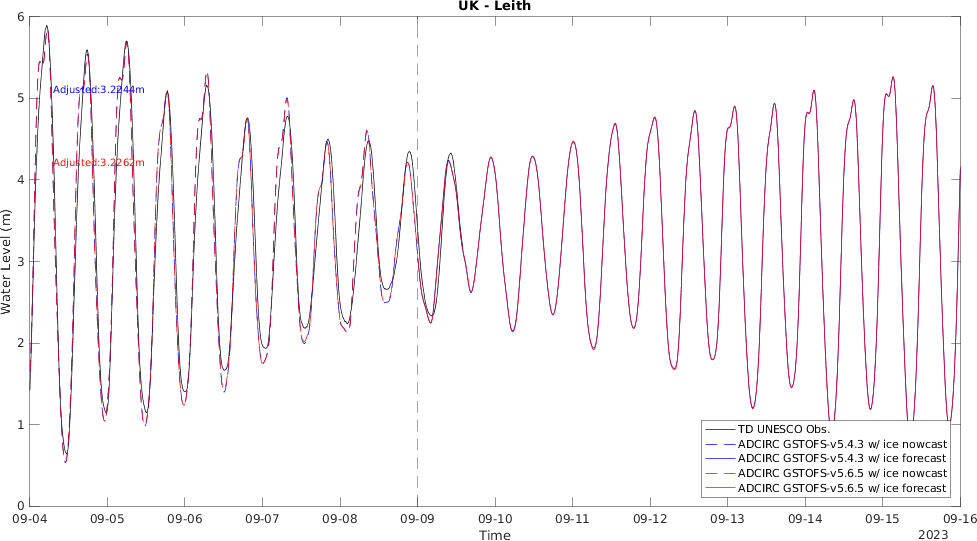 UK - Leith
6
5
4
3
2
1
0
Water Level (m)
Adjusted:3.2244m
Adjusted:3.2262m
TD UNESCO Obs.
ADCIRC GSTOFS-v5.4.3 w/ ice nowcast
ADCIRC GSTOFS-v5.4.3 w/ ice forecast
ADCIRC GSTOFS-v5.6.5 w/ ice nowcast
ADCIRC GSTOFS-v5.6.5 w/ ice forecast
09-04 09-05 09-06 09-07 09-08 09-09 09-10 09-11 09-12 09-13 09-14 09-15 09-16
Time
2023